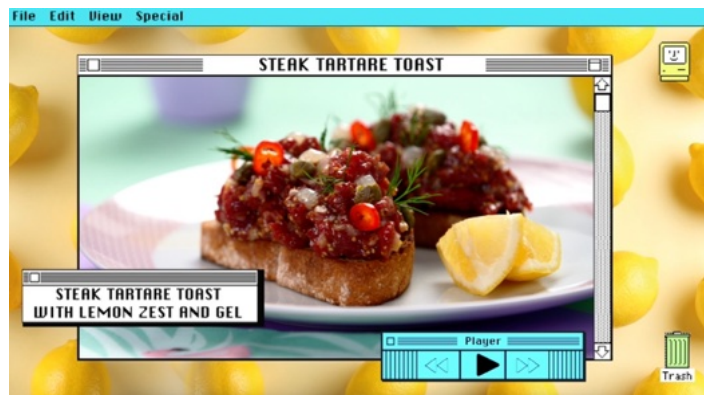 File Edit View Special
STEAK TARTARE TOAST
STEAK TARTARE TOAST
WITH LEMON ZEST AND GEL
Player
Trash